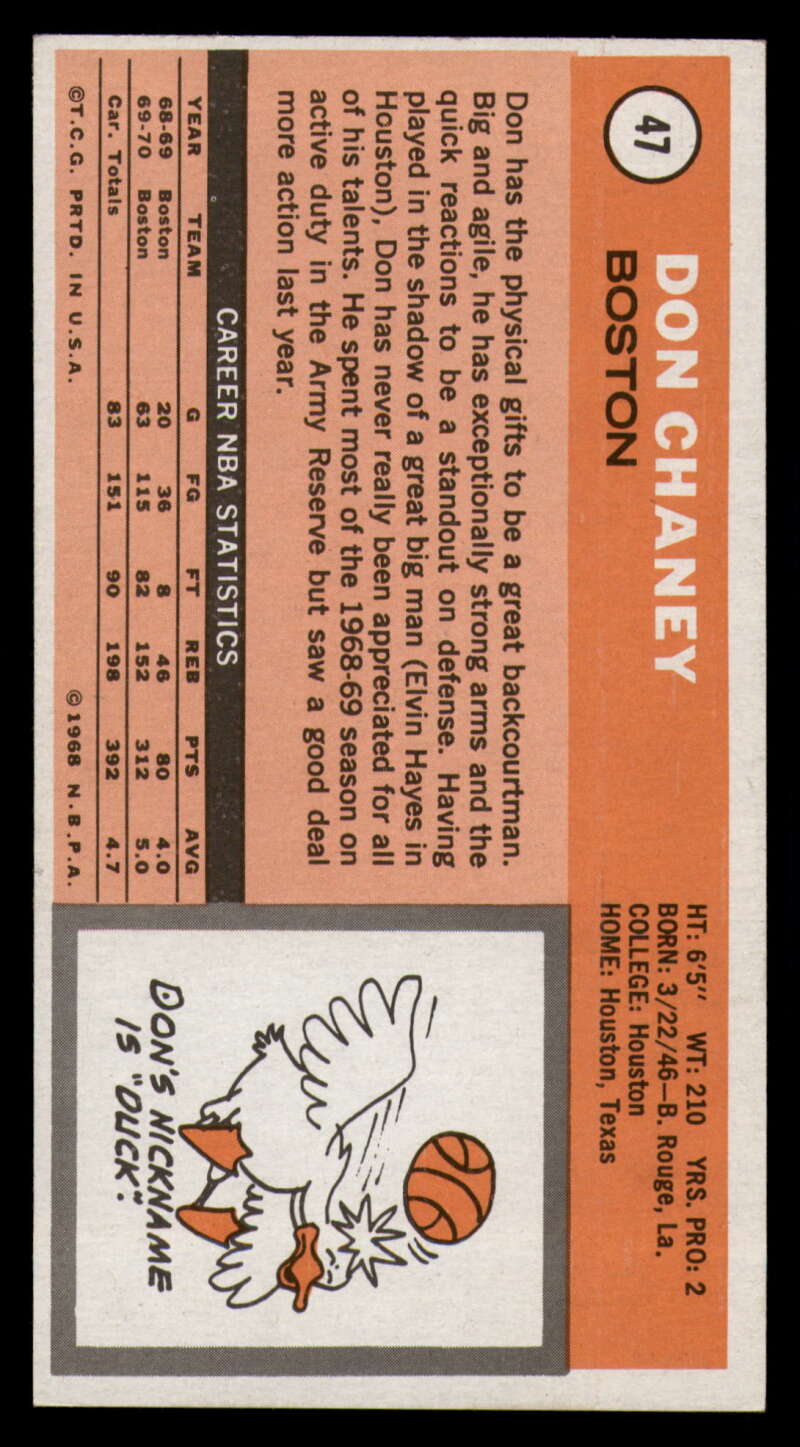 47
DON CHANEY
BOSTON
HT: 6'5" WT: 210 YRS. PRO: 2
BORN: 3/22/46—B. Rouge, La.
COLLEGE: Houston
HOME: Houston, Texas
Don has the physical gifts to be a great backcourtman.
Big and agile, he has exceptionally strong arms and the
quick reactions to be a standout on defense. Having
played in the shadow of a great big man (Elvin Hayes in
Houston), Don has never really been appreciated for all
of his talents. He spent most of the 1968-69 season on
active duty in the Army Reserve but saw a good deal
more action last year.
CAREER NBA STATISTICS
YEAR TEAM G FG FT REB PTS AVG
68-69 Boston 20 36 8 46 80 4.0
69-70 Boston 63 115 82 152 312 5.0
Car. Totals 83 151 90 198 392 4.7
©T.C.G. PRTD. IN U.S.A. ©1968 N.B.P.A.
DON'S NICKNAME
IS "DUCK".